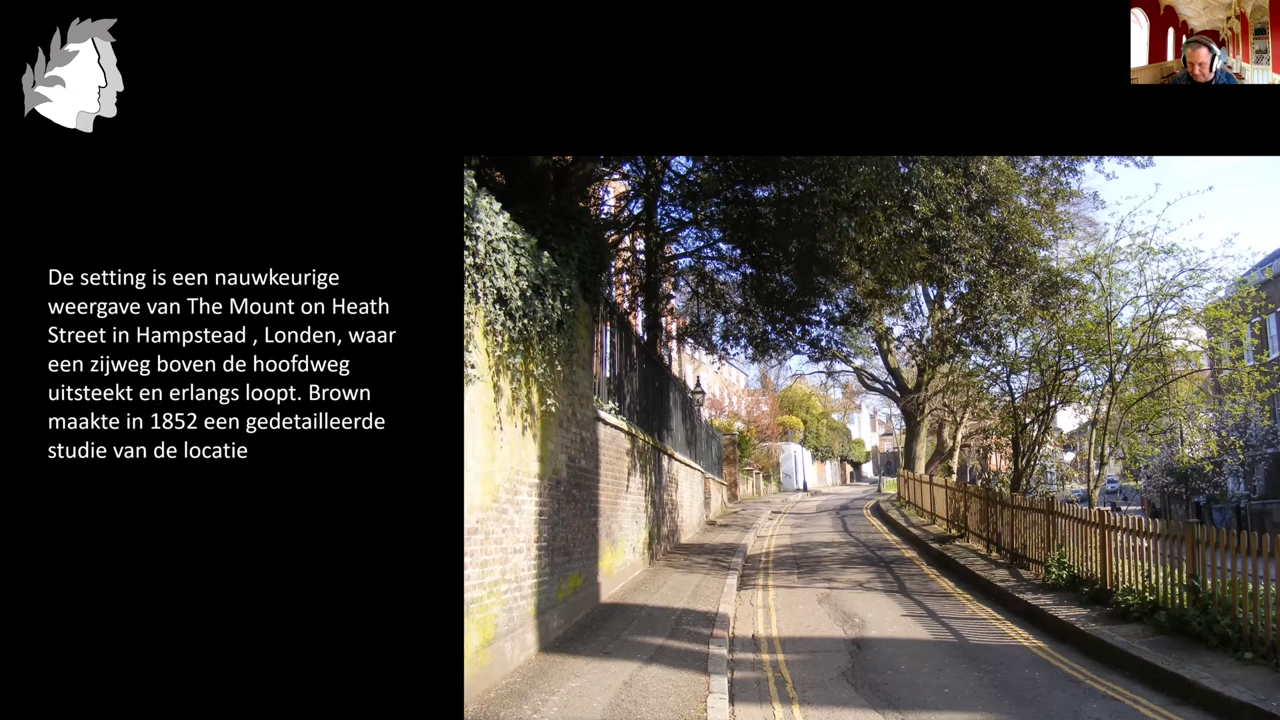 De setting is een nauwkeurige
weergave van The Mount on Heath
Street in Hampstead , Londen, waar
een zijweg boven de hoofdweg
uitsteekt en erlangs loopt. Brown
maakte in 1852 een gedetailleerde
studie van de locatie